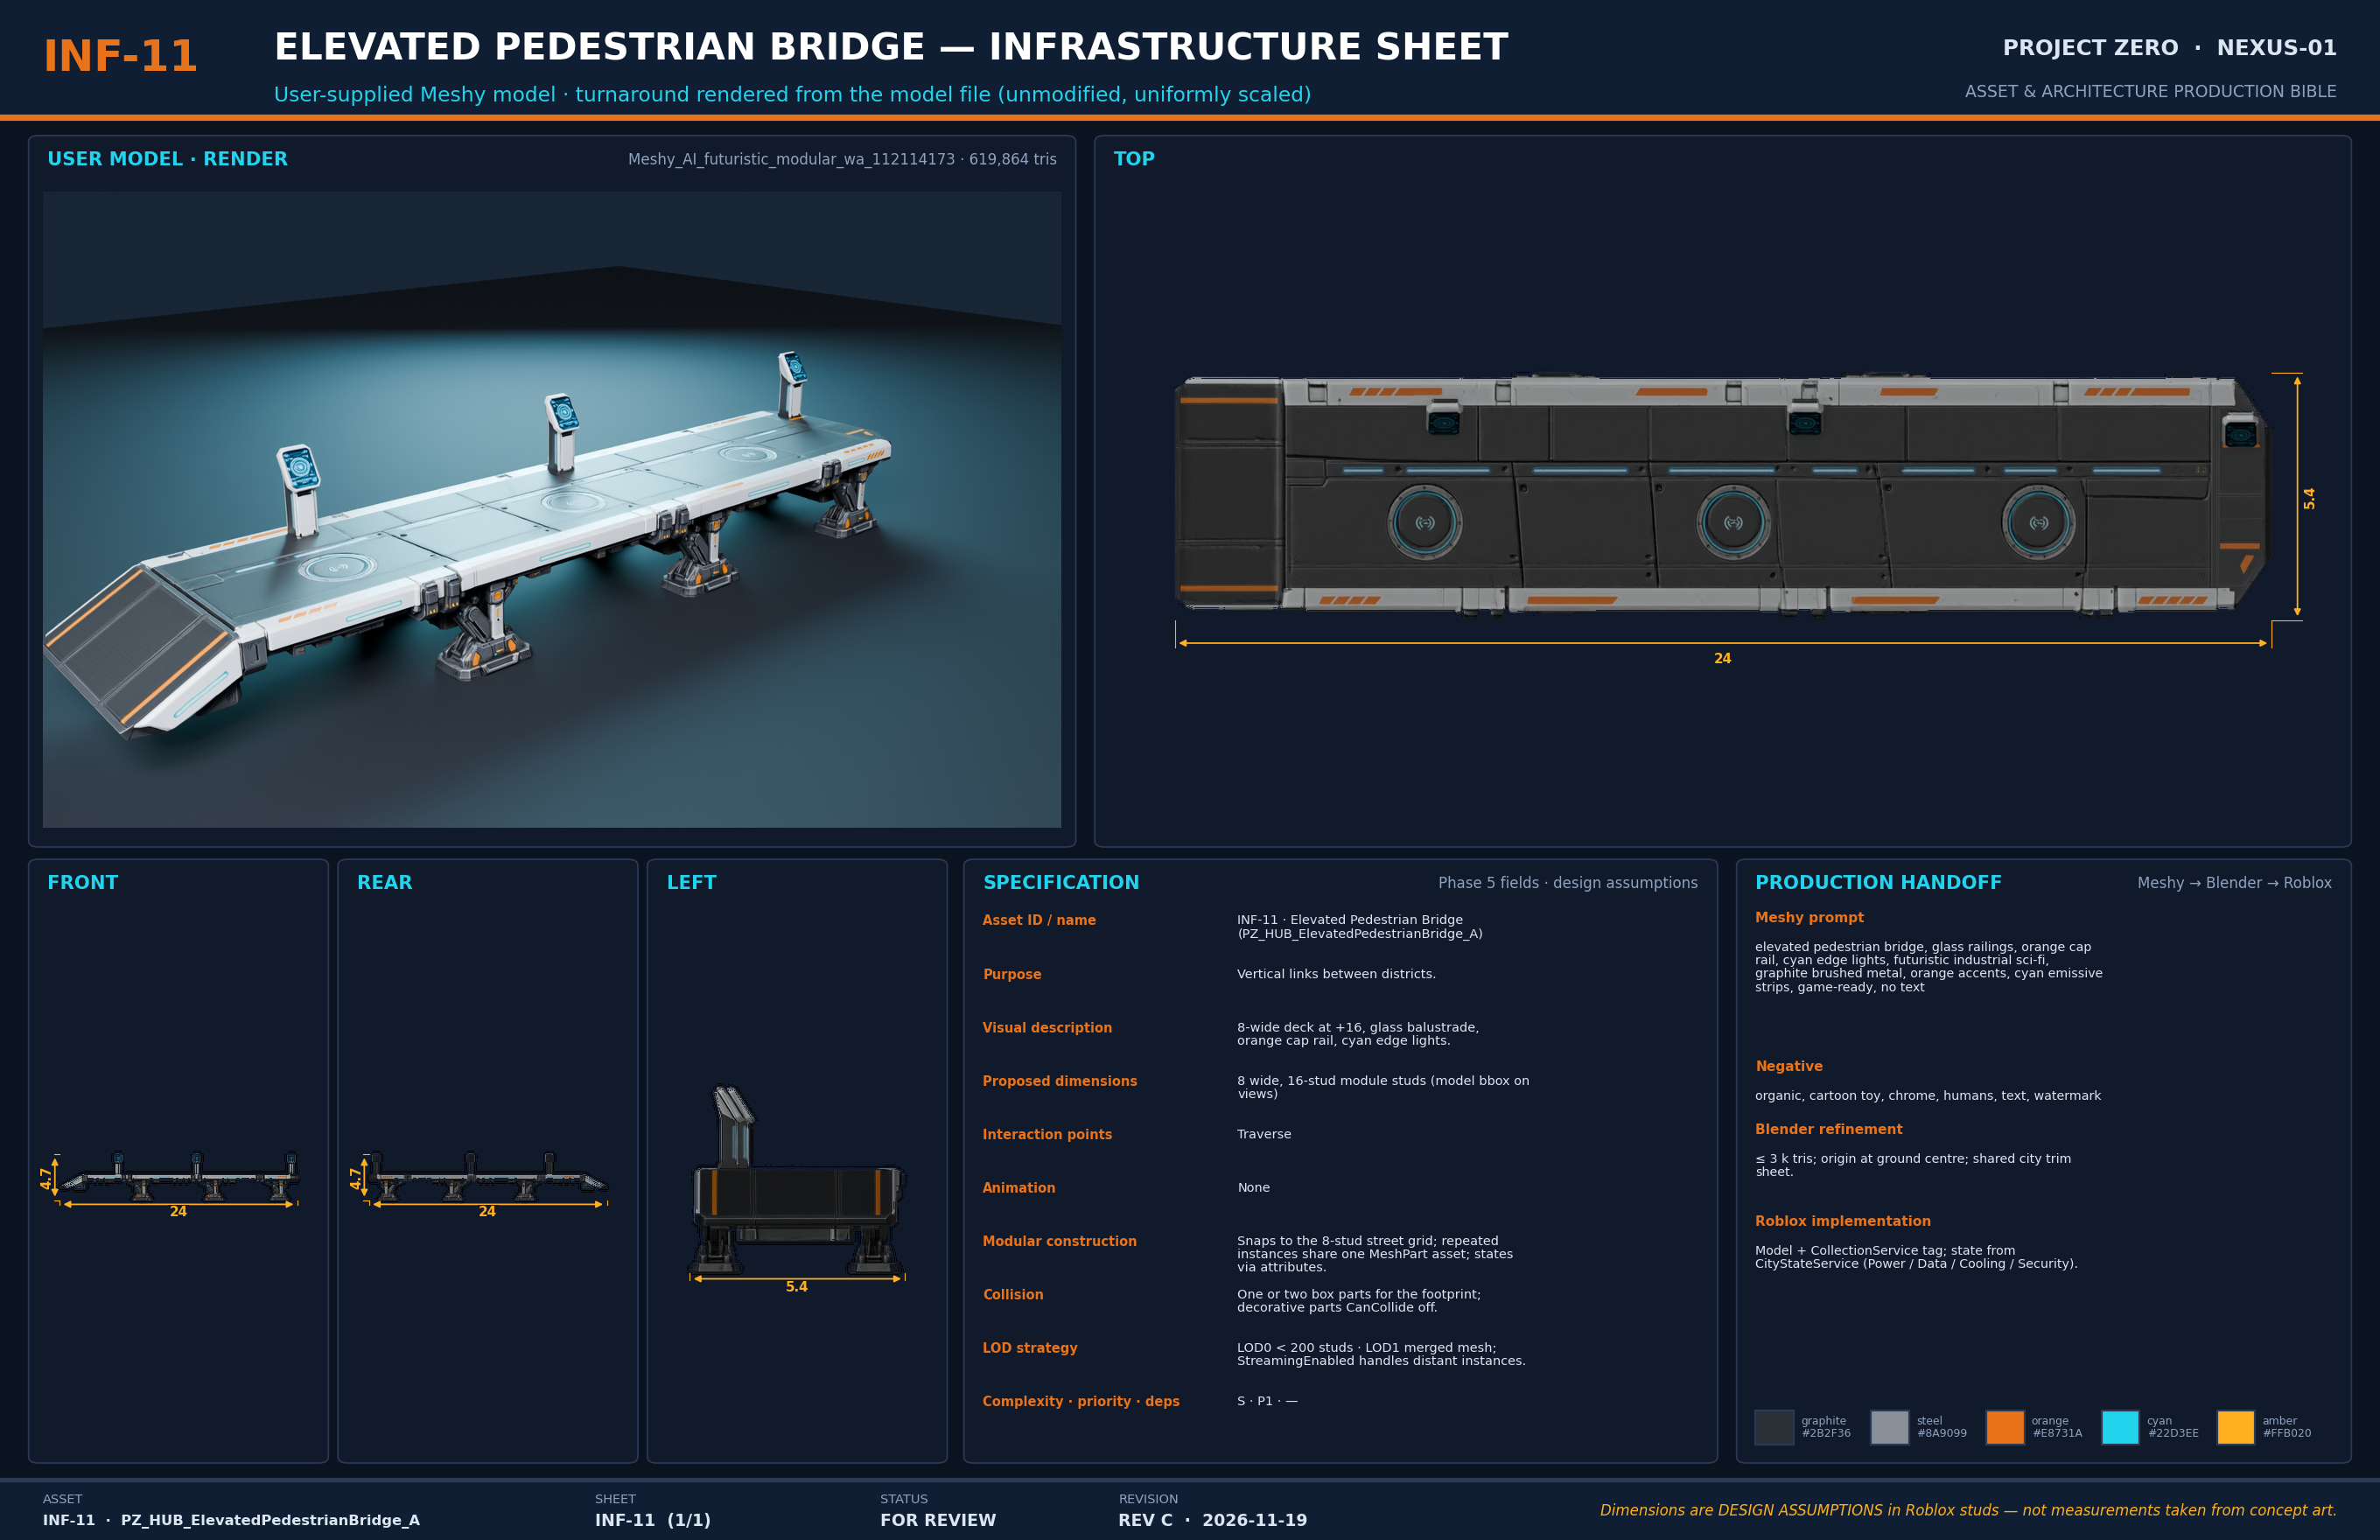 INF-11
ELEVATED PEDESTRIAN BRIDGE — INFRASTRUCTURE SHEET
User-supplied Meshy model · turnaround rendered from the model file (unmodified, uniformly scaled)
PROJECT ZERO · NEXUS-01
ASSET & ARCHITECTURE PRODUCTION BIBLE
USER MODEL · RENDER
Meshy_AI_futuristic_modular_wa_112114173 · 619,864 tris
TOP
5.4
24
FRONT
4.7
24
REAR
4.7
24
LEFT
5.4
SPECIFICATION
Phase 5 fields · design assumptions
Asset ID / name
INF-11 · Elevated Pedestrian Bridge
(PZ_HUB_ElevatedPedestrianBridge_A)
Purpose
Vertical links between districts.
Visual description
8-wide deck at +16, glass balustrade,
orange cap rail, cyan edge lights.
Proposed dimensions
8 wide, 16-stud module studs (model bbox on
views)
Interaction points
Traverse
Animation
None
Modular construction
Snaps to the 8-stud street grid; repeated
instances share one MeshPart asset; states
via attributes.
Collision
One or two box parts for the footprint;
decorative parts CanCollide off.
LOD strategy
LOD0 < 200 studs · LOD1 merged mesh;
StreamingEnabled handles distant instances.
Complexity · priority · deps
S · P1 · —
PRODUCTION HANDOFF
Meshy → Blender → Roblox
Meshy prompt
elevated pedestrian bridge, glass railings, orange cap
rail, cyan edge lights, futuristic industrial sci-fi,
graphite brushed metal, orange accents, cyan emissive
strips, game-ready, no text
Negative
organic, cartoon toy, chrome, humans, text, watermark
Blender refinement
≤ 3 k tris; origin at ground centre; shared city trim
sheet.
Roblox implementation
Model + CollectionService tag; state from
CityStateService (Power / Data / Cooling / Security).
graphite
#2B2F36
steel
#8A9099
orange
#E8731A
cyan
#22D3EE
amber
#FFB020
ASSET
INF-11 · PZ_HUB_ElevatedPedestrianBridge_A
SHEET
INF-11 (1/1)
STATUS
FOR REVIEW
REVISION
REV C · 2026-11-19
Dimensions are DESIGN ASSUMPTIONS in Roblox studs — not measurements taken from concept art.